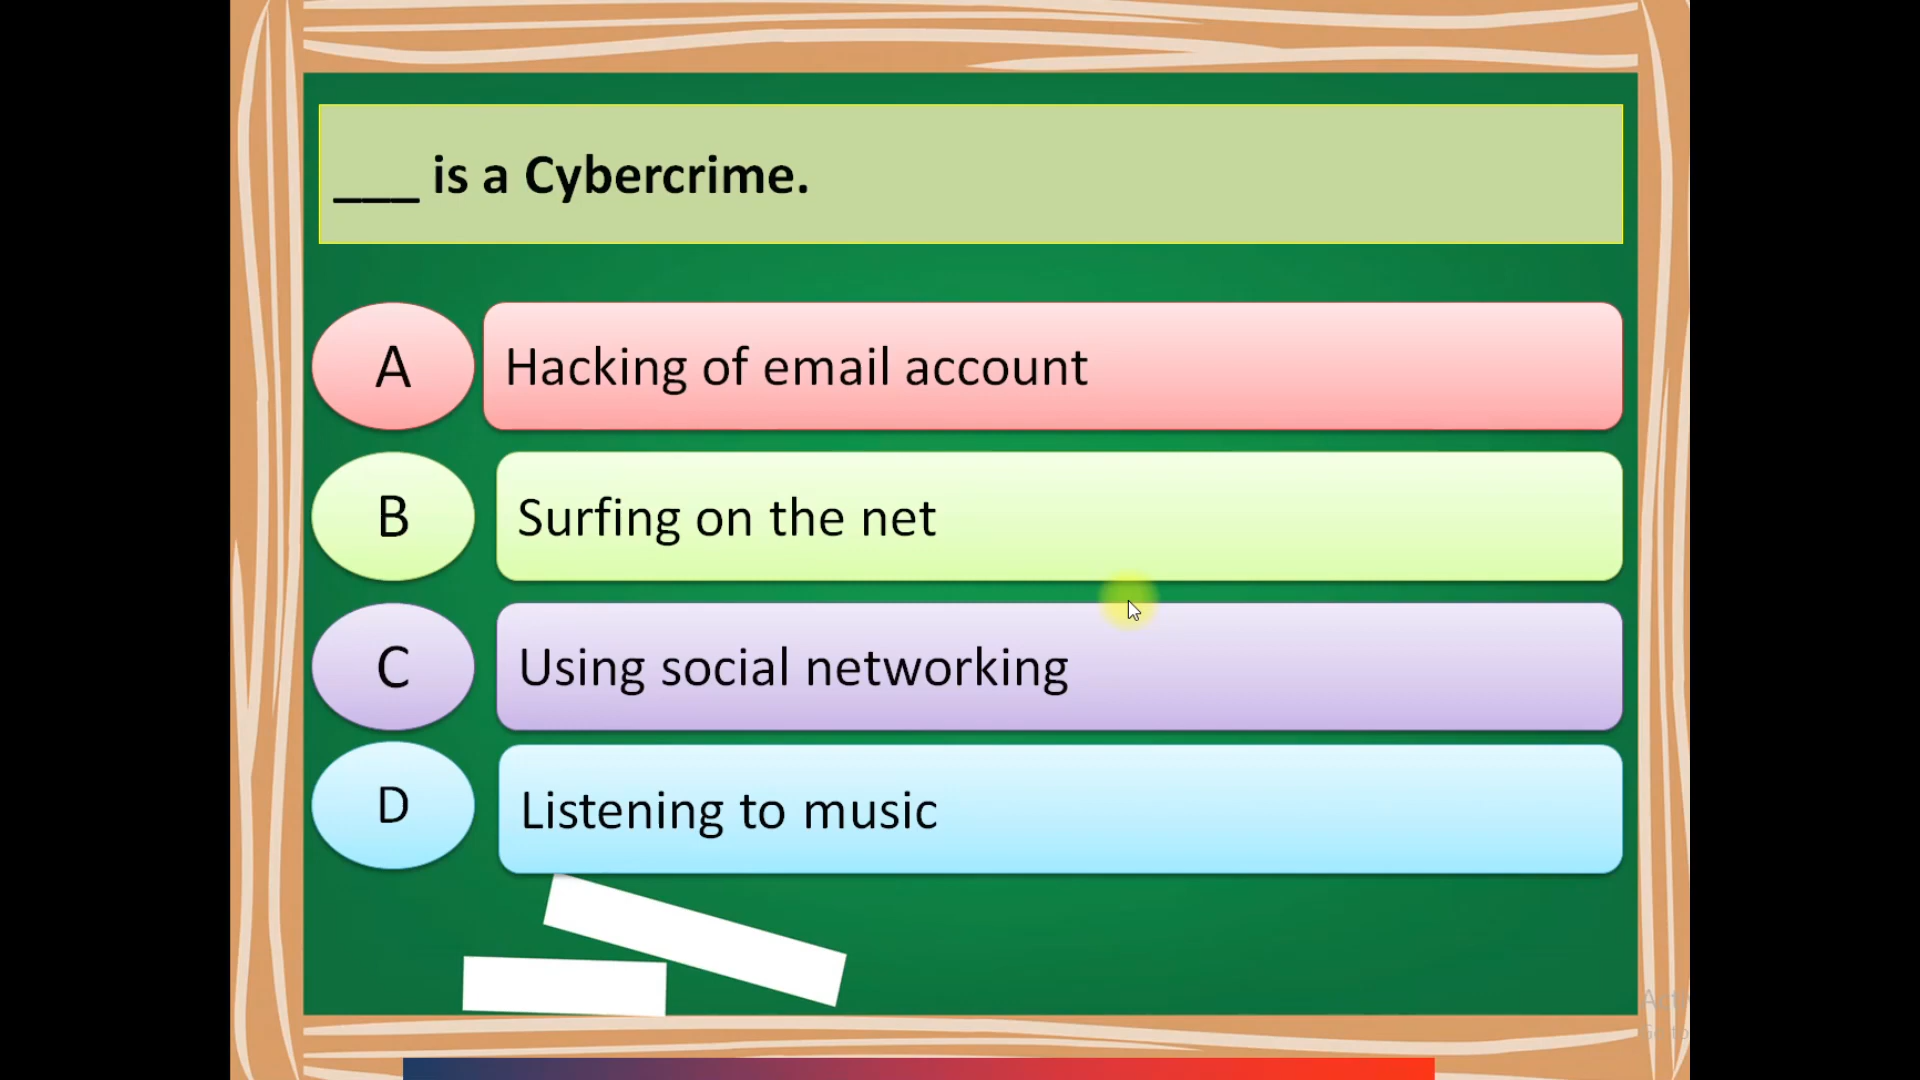 ___ is a Cybercrime.
A
Hacking of email account
B
Surfing on the net
C
Using social networking
D
Listening to music